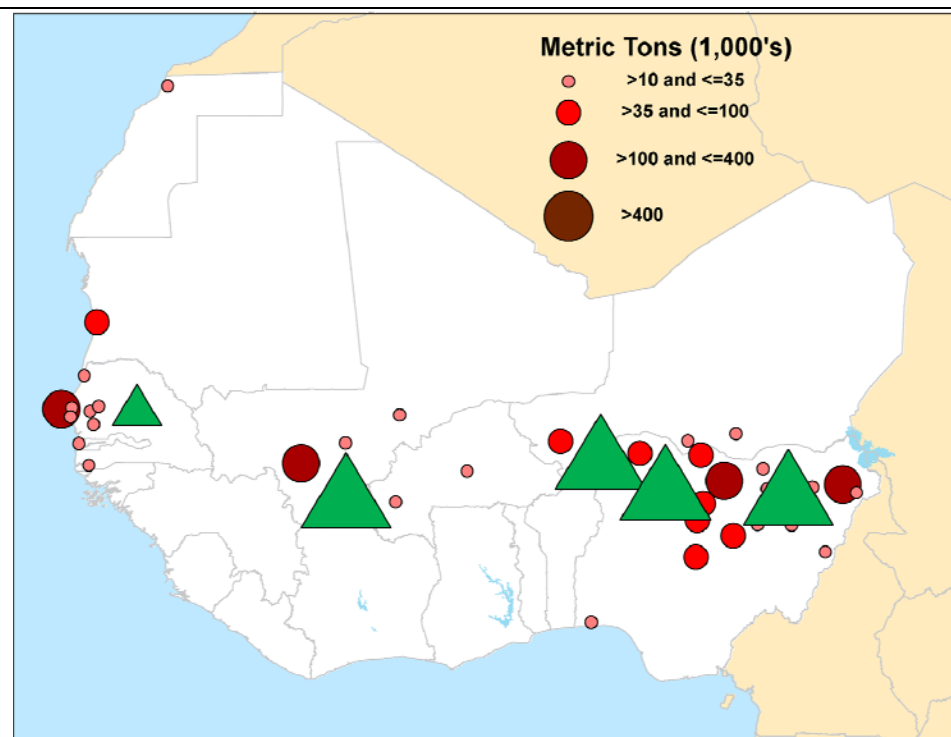 Metric Tons (1,000's)
>10 and <=35
>35 and <=100
>100 and <=400
>400